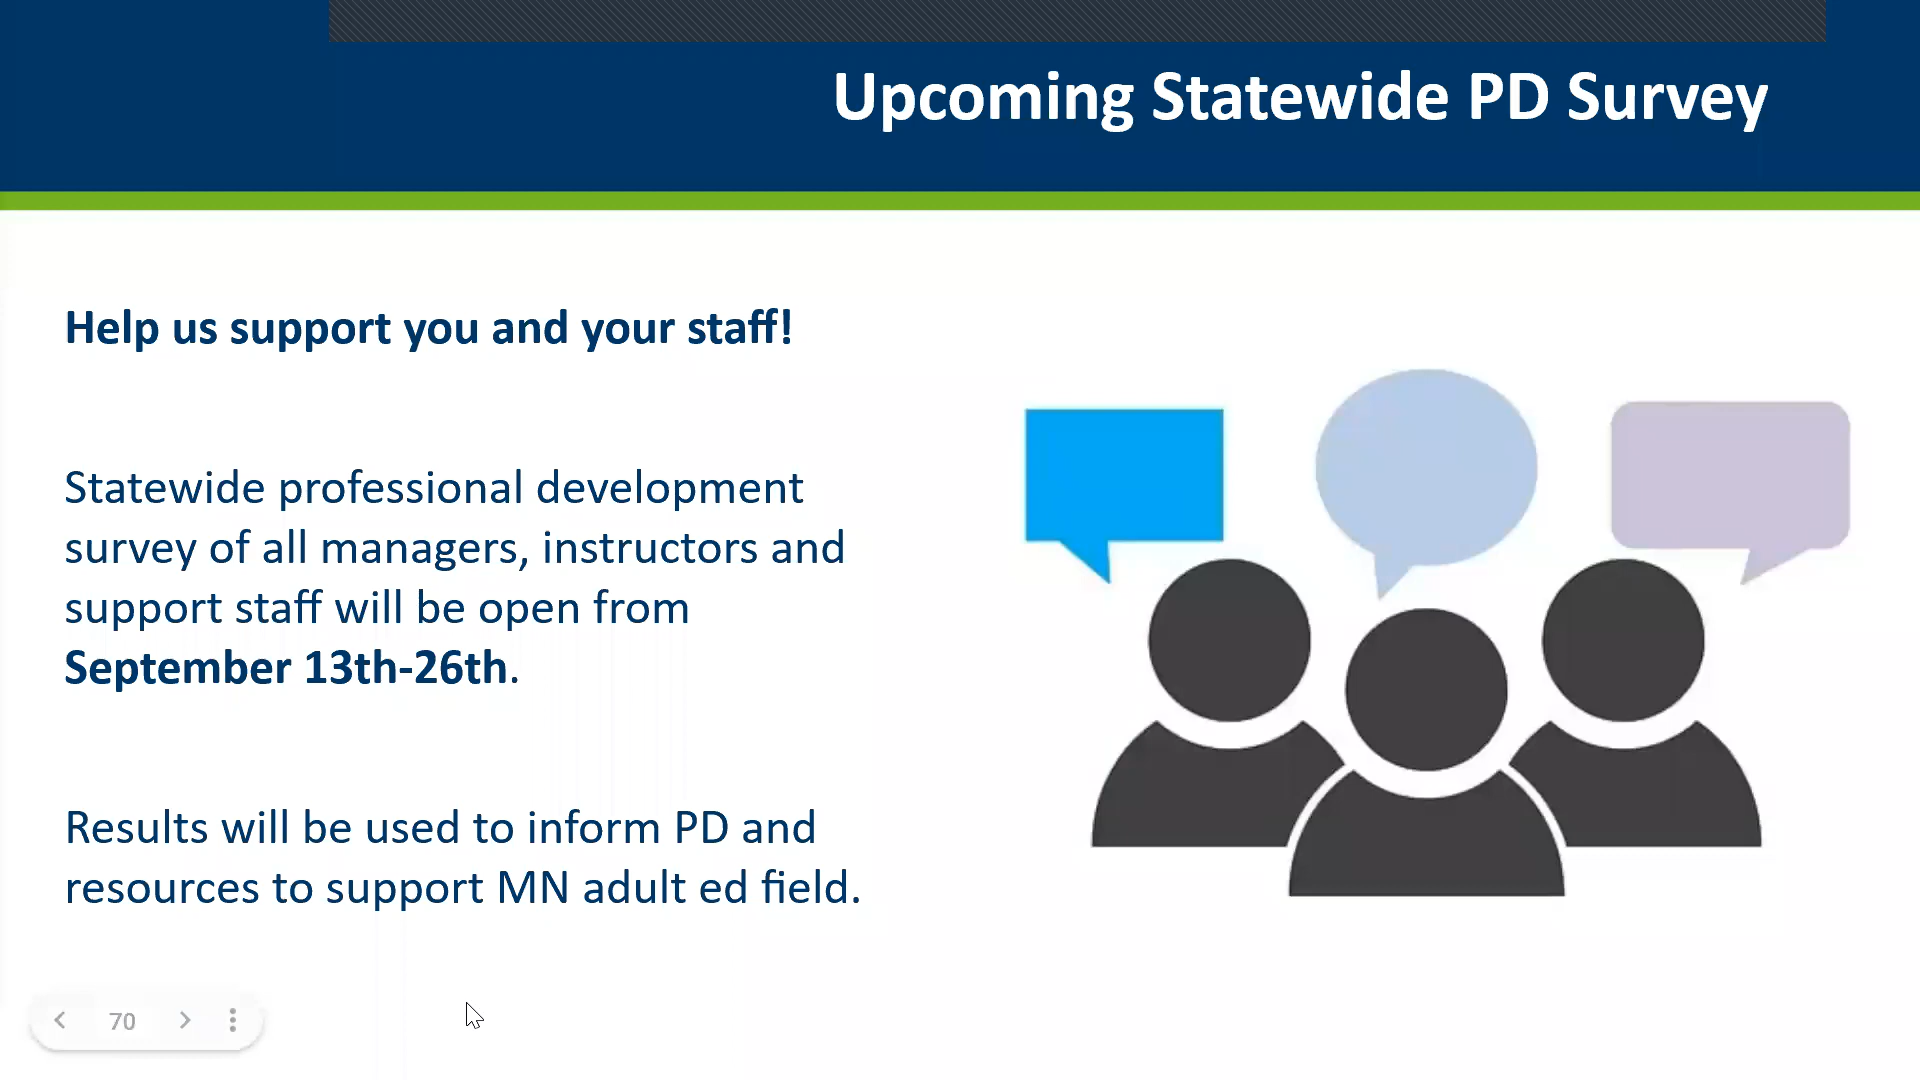 Upcoming Statewide PD Survey
Help us support you and your staff!
Statewide professional development
survey of all managers, instructors and
support staff will be open from
September 13th-26th.
Results will be used to inform PD and
resources to support MN adult ed field.
70